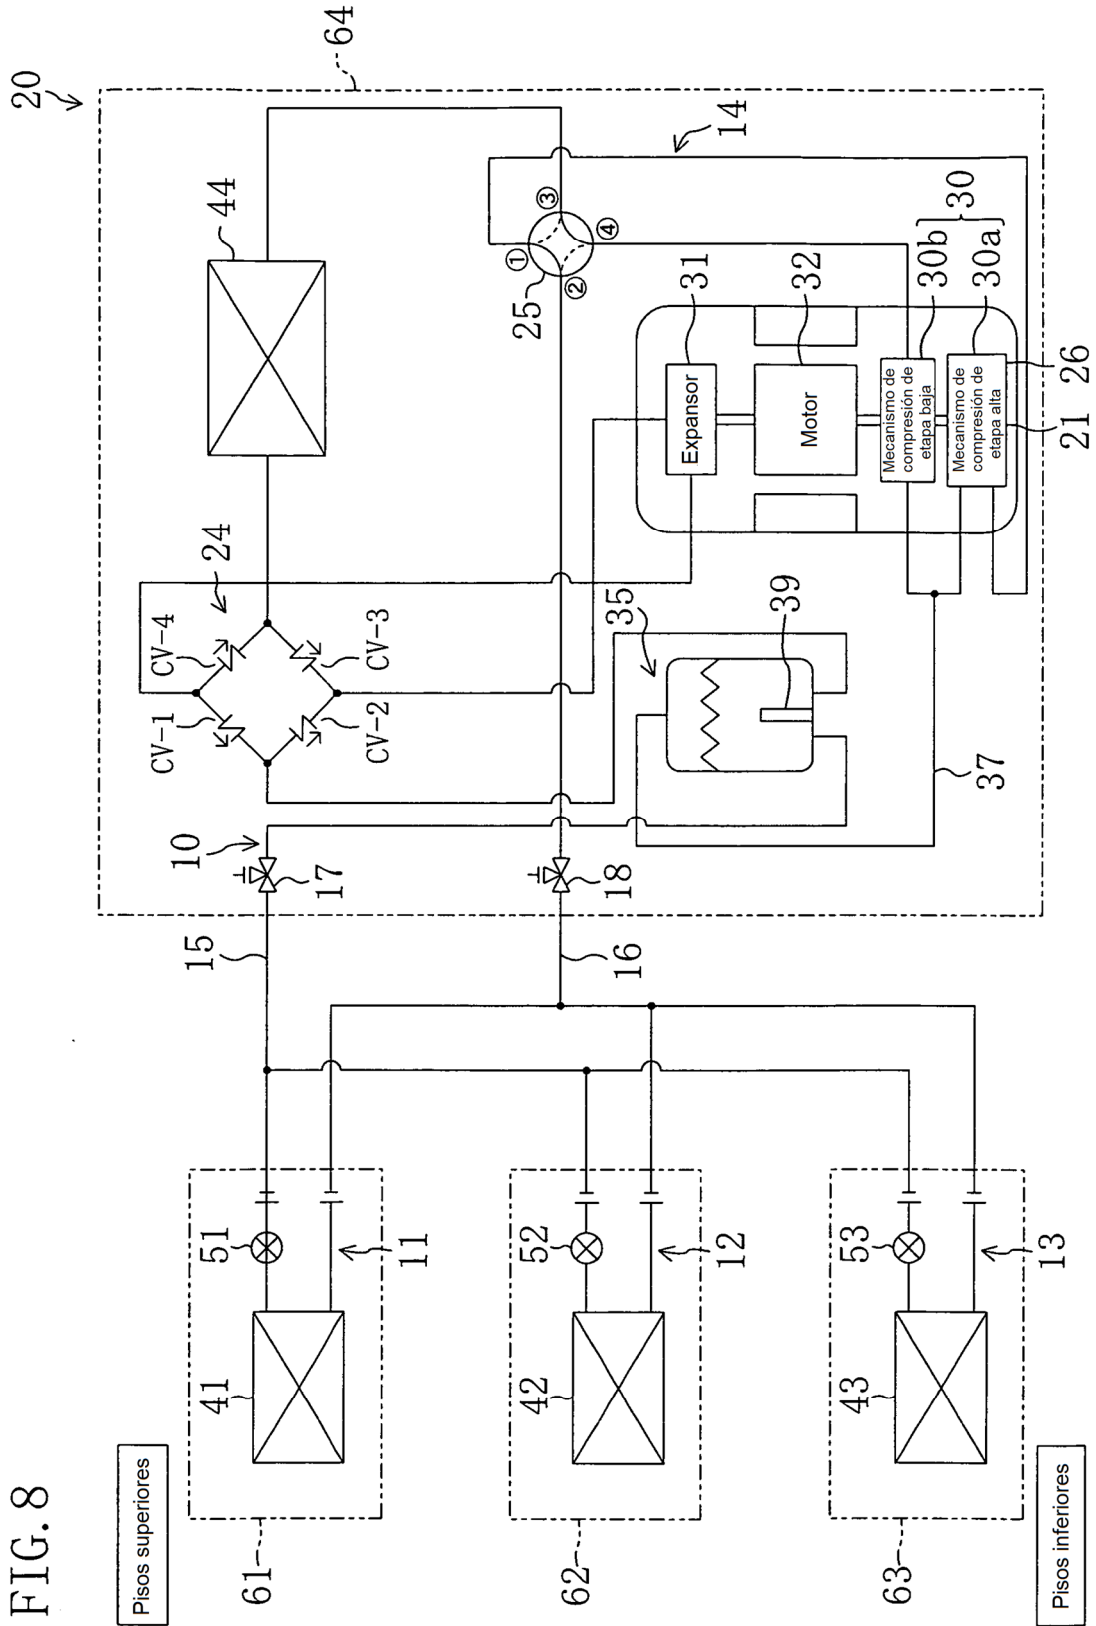 FIG. 8
Pisos superiores
61
41
51
11
15
10
17
CV-1
CV-4
24
44
20
64
CV-2
CV-3
62
42
52
12
16
18
25
①
②
③
④
14
35
39
37
Expansor
31
Motor
32
Mecanismo de
compresión de
etapa baja
30b
30
Mecanismo de
compresión de
etapa alta
30a
26
21
63
43
53
13
Pisos inferiores